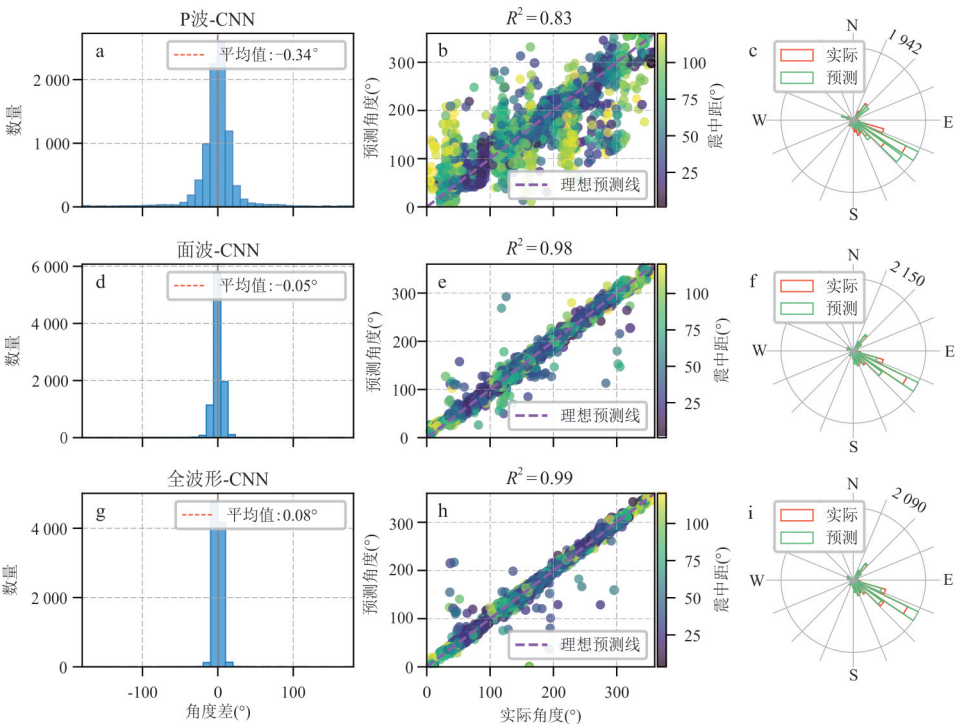 P波-CNN
a
平均值:−0.34°
2 000
1 000
0
数量
R²=0.83
b
300
200
100
0
预测角度(°)
理想预测线
100
75
50
25
震中距(°)
c
实际
预测
N
E
S
W
1 942
面波-CNN
d
平均值:−0.05°
6 000
4 000
2 000
0
数量
R²=0.98
e
300
200
100
0
预测角度(°)
理想预测线
100
75
50
25
震中距(°)
f
实际
预测
N
E
S
W
2 150
全波形-CNN
g
平均值:0.08°
4 000
2 000
0
数量
-100
0
100
角度差(°)
R²=0.99
h
300
200
100
0
预测角度(°)
理想预测线
0
100
200
300
实际角度(°)
100
75
50
25
震中距(°)
i
实际
预测
N
E
S
W
2 090